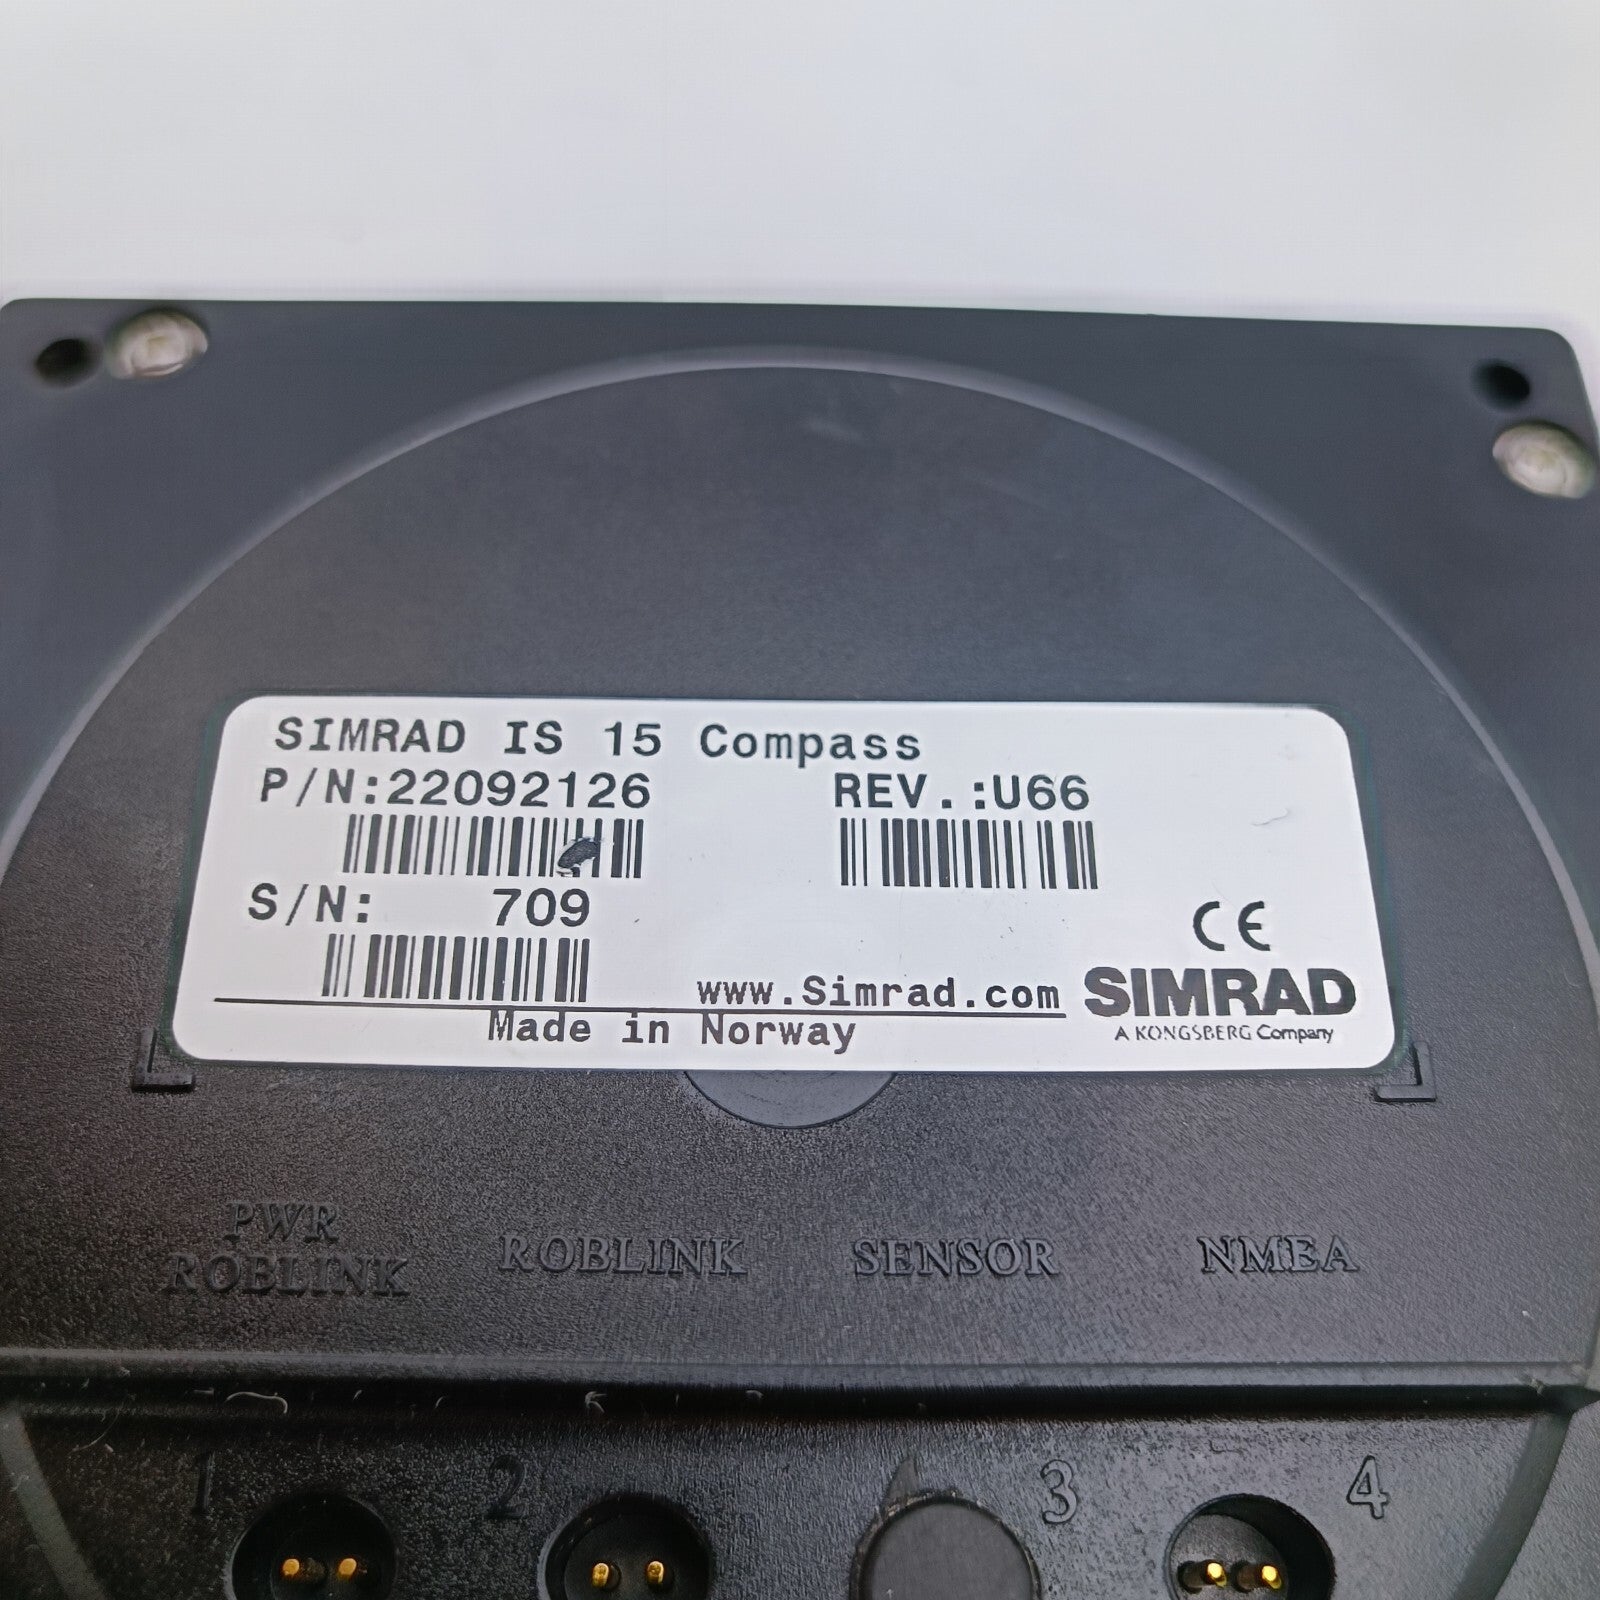 SIMRAD IS 15 Compass
P/N:22092126 REV.:U66
S/N: 709
CE
www.Simrad.com SIMRAD
Made in Norway A KONGSBERG Company
PWR
ROBLINK ROBLINK SENSOR NMEA
1 2 3 4